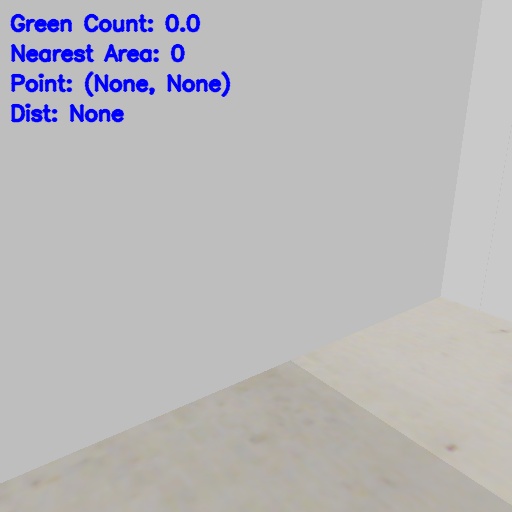 Green Count: 0.0
Nearest Area: 0
Point: (None, None)
Dist: None